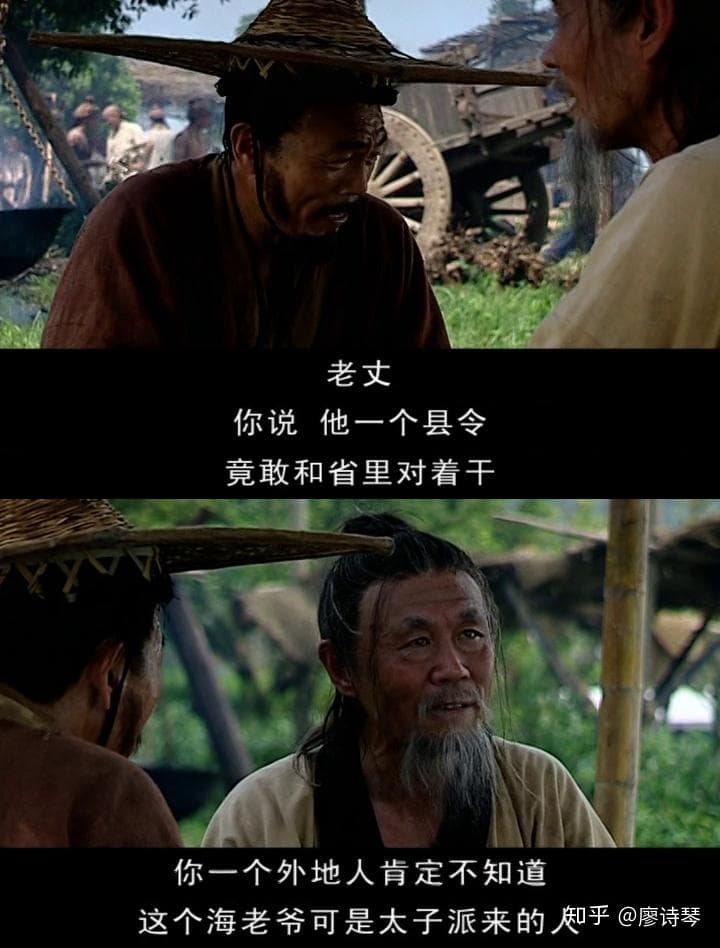 老丈
你说 他一个县令
竟敢和省里对着干
你一个外地人肯定不知道
这个海老爷可是太子派来的人
知乎 @廖诗琴